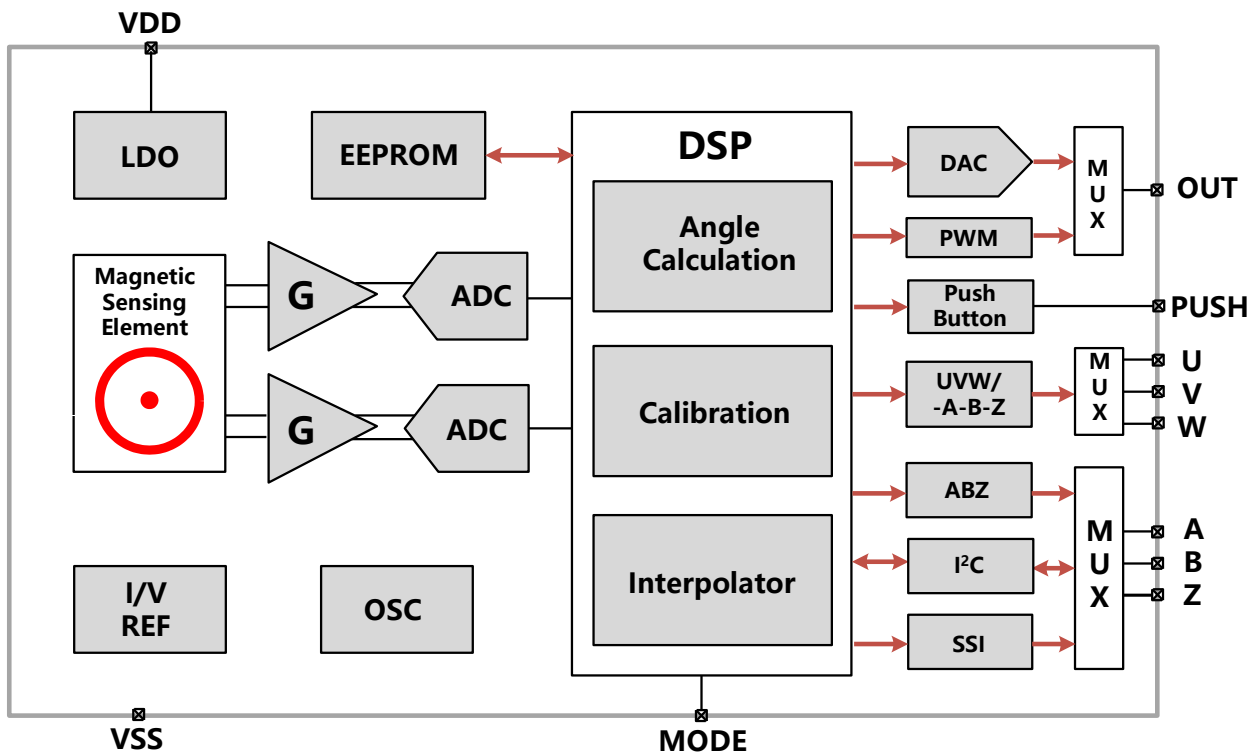 VDD
LDO
EEPROM
DSP
DAC
M
U
X
OUT
Angle
Calculation
PWM
Magnetic
Sensing
Element
G
ADC
Push
Button
PUSH
Calibration
UVW/
-A-B-Z
M
U
X
U
V
W
G
ADC
ABZ
M
U
X
A
B
Z
Interpolator
I²C
SSI
I/V
REF
OSC
VSS
MODE